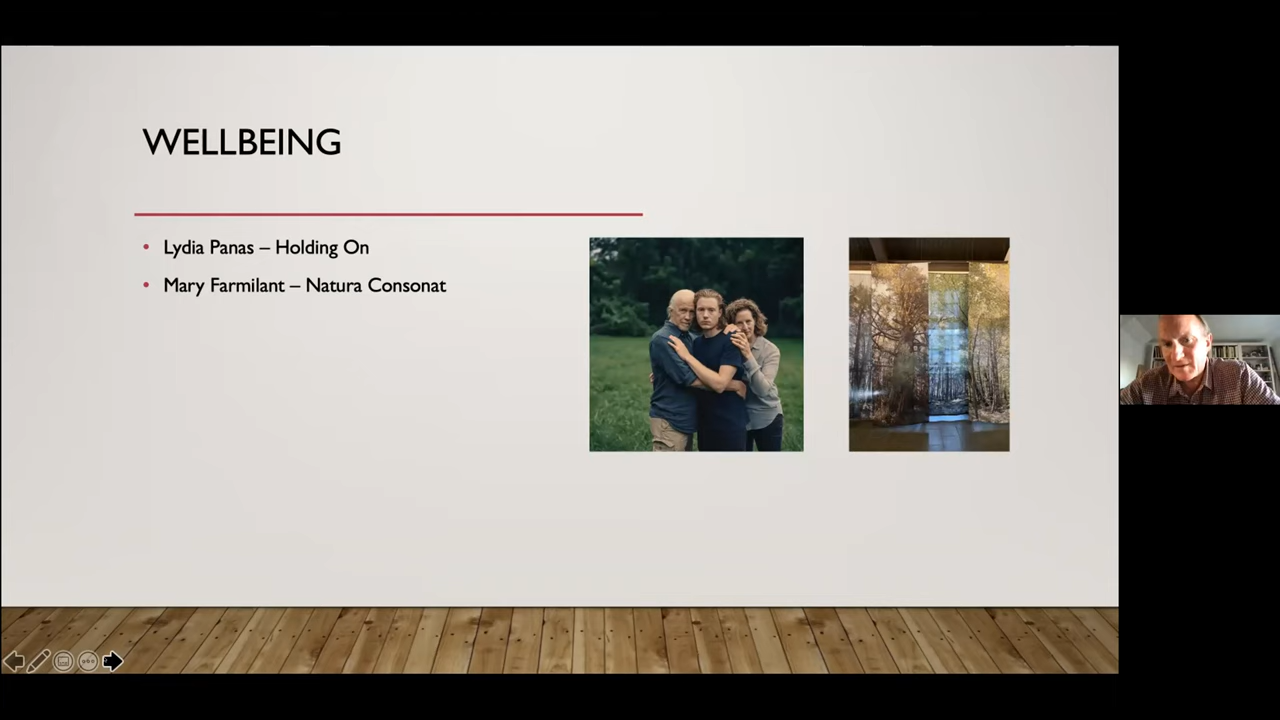 WELLBEING
• Lydia Panas – Holding On
• Mary Farmilant – Natura Consonat